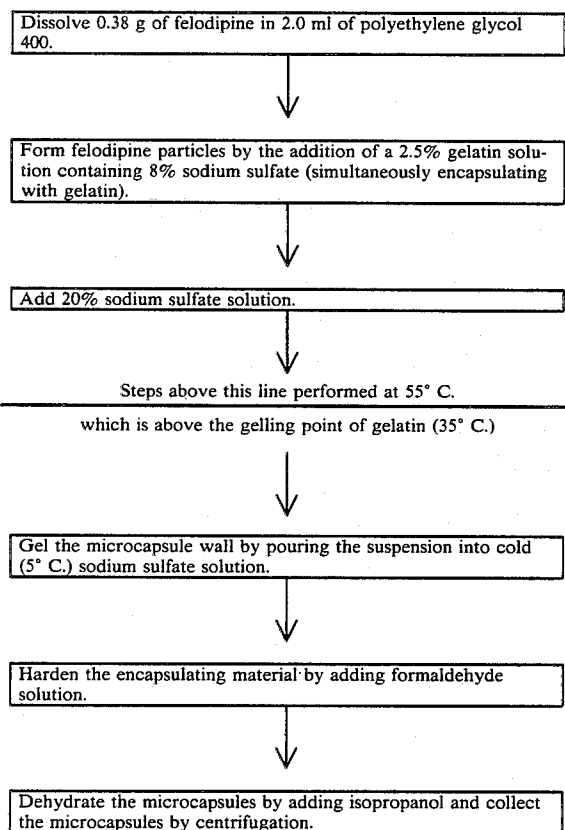 Dissolve 0.38 g of felodipine in 2.0 ml of polyethylene glycol
400.
Form felodipine particles by the addition of a 2.5% gelatin solu-
tion containing 8% sodium sulfate (simultaneously encapsulating
with gelatin).
Add 20% sodium sulfate solution.
Steps above this line performed at 55° C.
which is above the gelling point of gelatin (35° C.)
Gel the microcapsule wall by pouring the suspension into cold
(5° C.) sodium sulfate solution.
Harden the encapsulating material by adding formaldehyde
solution.
Dehydrate the microcapsules by adding isopropanol and collect
the microcapsules by centrifugation.